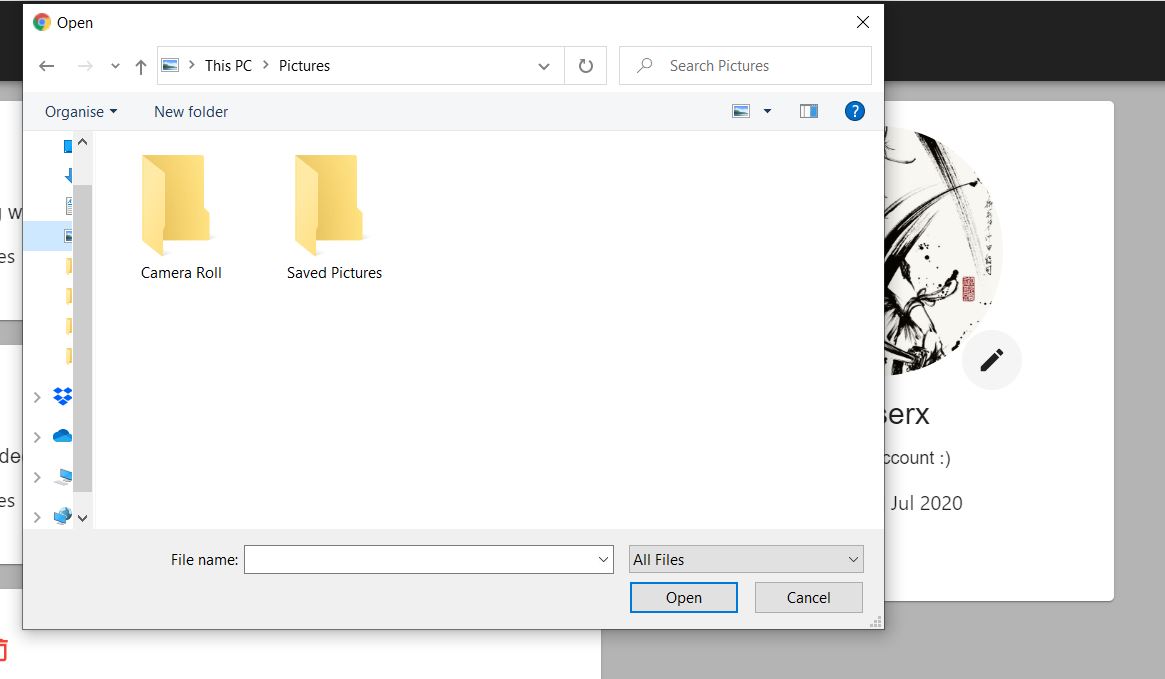 Open
This PC
Pictures
Search Pictures
Organise
New folder
?
Camera Roll
Saved Pictures
File name:
All Files
Open
Cancel
w
es
de
es
serx
ccount :)
Jul 2020